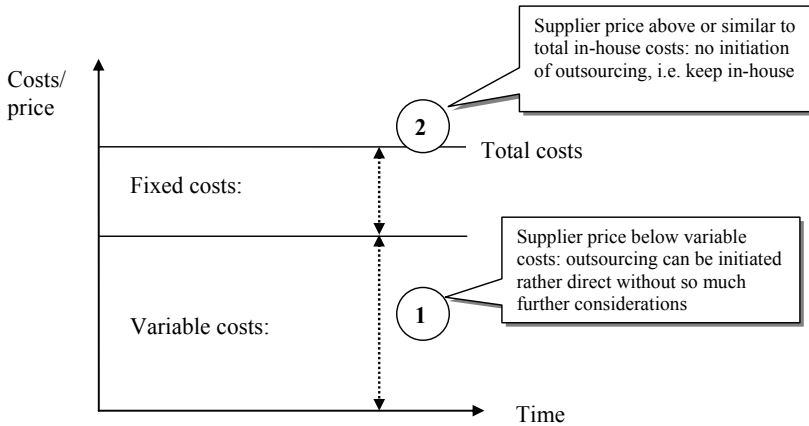 Supplier price above or similar to
total in-house costs: no initiation
of outsourcing, i.e. keep in-house
Costs/
price
2
Total costs
Fixed costs:
Supplier price below variable
costs: outsourcing can be initiated
rather direct without so much
further considerations
1
Variable costs:
Time